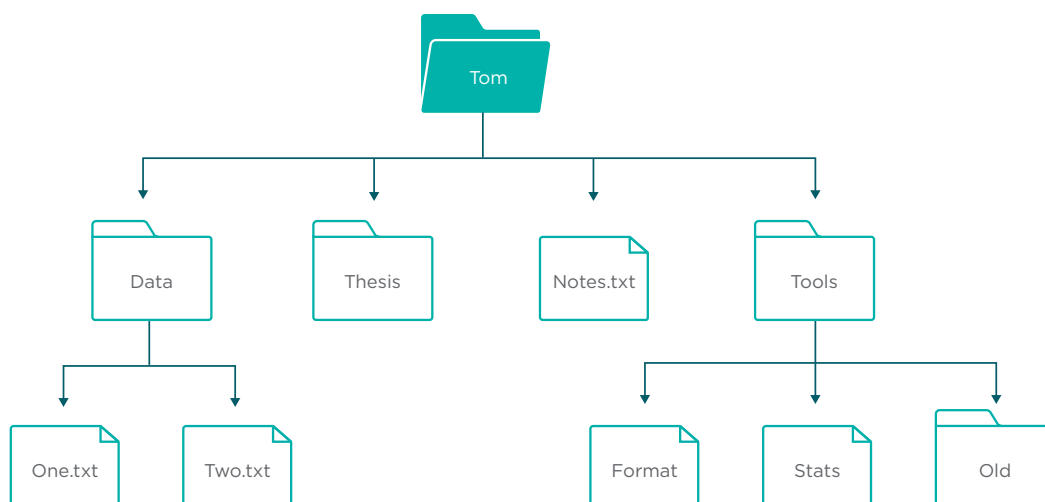 Tom
Data
Thesis
Notes.txt
Tools
One.txt
Two.txt
Format
Stats
Old